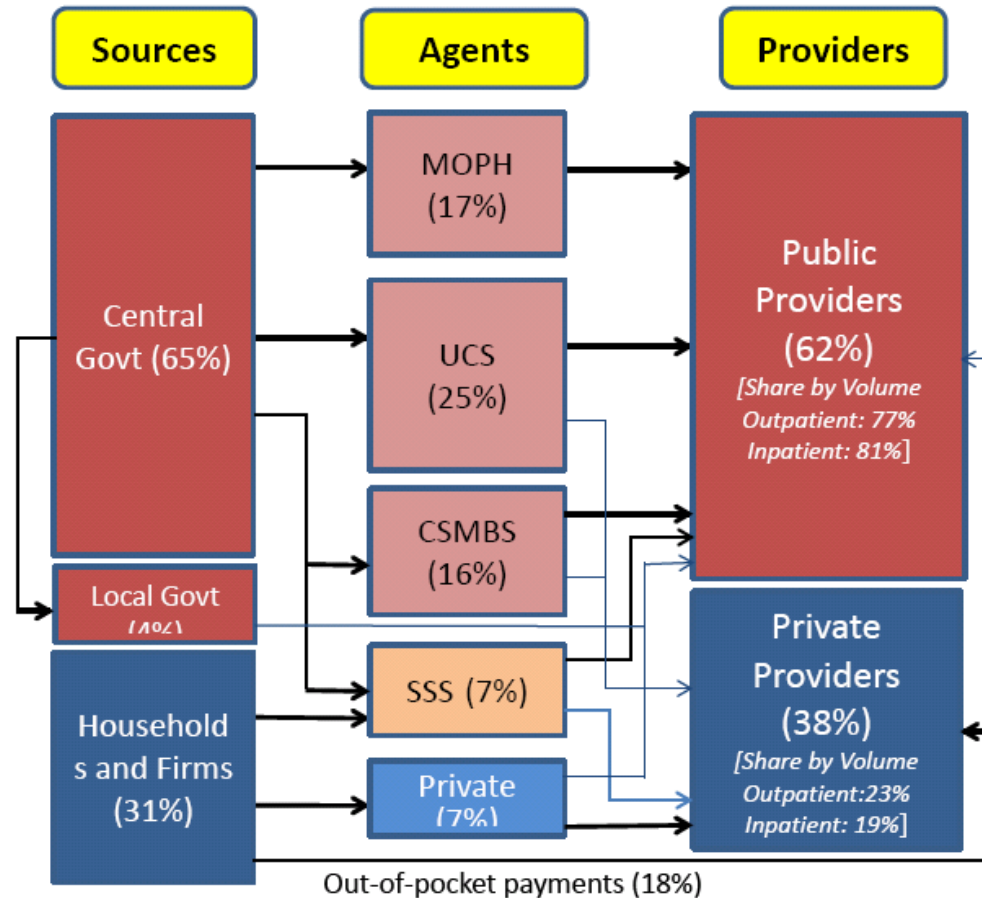 Sources
Agents
Providers
Central
Govt (65%)
Local Govt
Household
s and Firms
(31%)
MOPH
(17%)
UCS
(25%)
CSMBS
(16%)
SSS (7%)
Private
(7%)
Public
Providers
(62%)
[Share by Volume
Outpatient: 77%
Inpatient: 81%]
Private
Providers
(38%)
[Share by Volume
Outpatient:23%
Inpatient: 19%]
Out-of-pocket payments (18%)